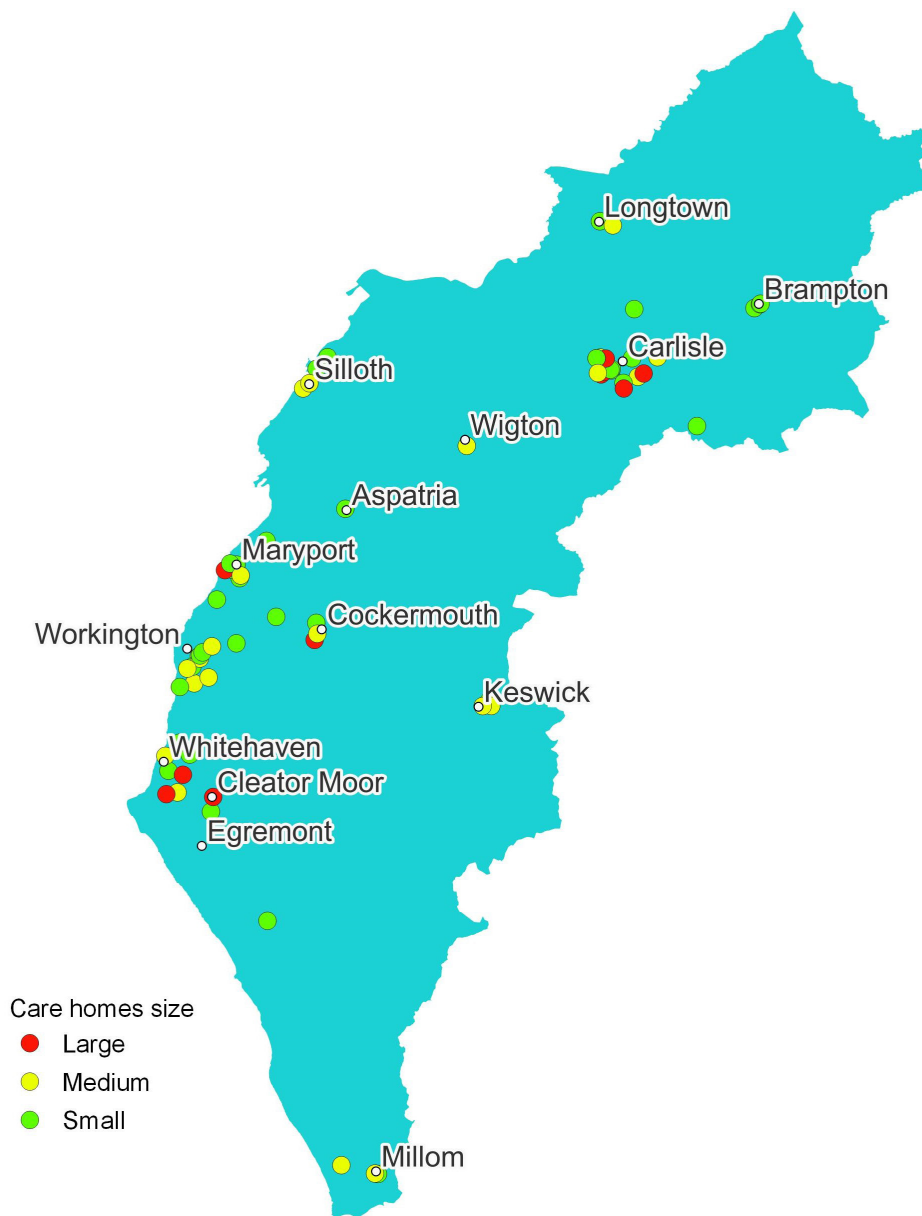 Longtown
Brampton
Carlisle
Silloth
Wigton
Aspatria
Maryport
Cockermouth
Workington
Keswick
Whitehaven
Cleator Moor
Egremont
Care homes size
Large
Medium
Small
Millom